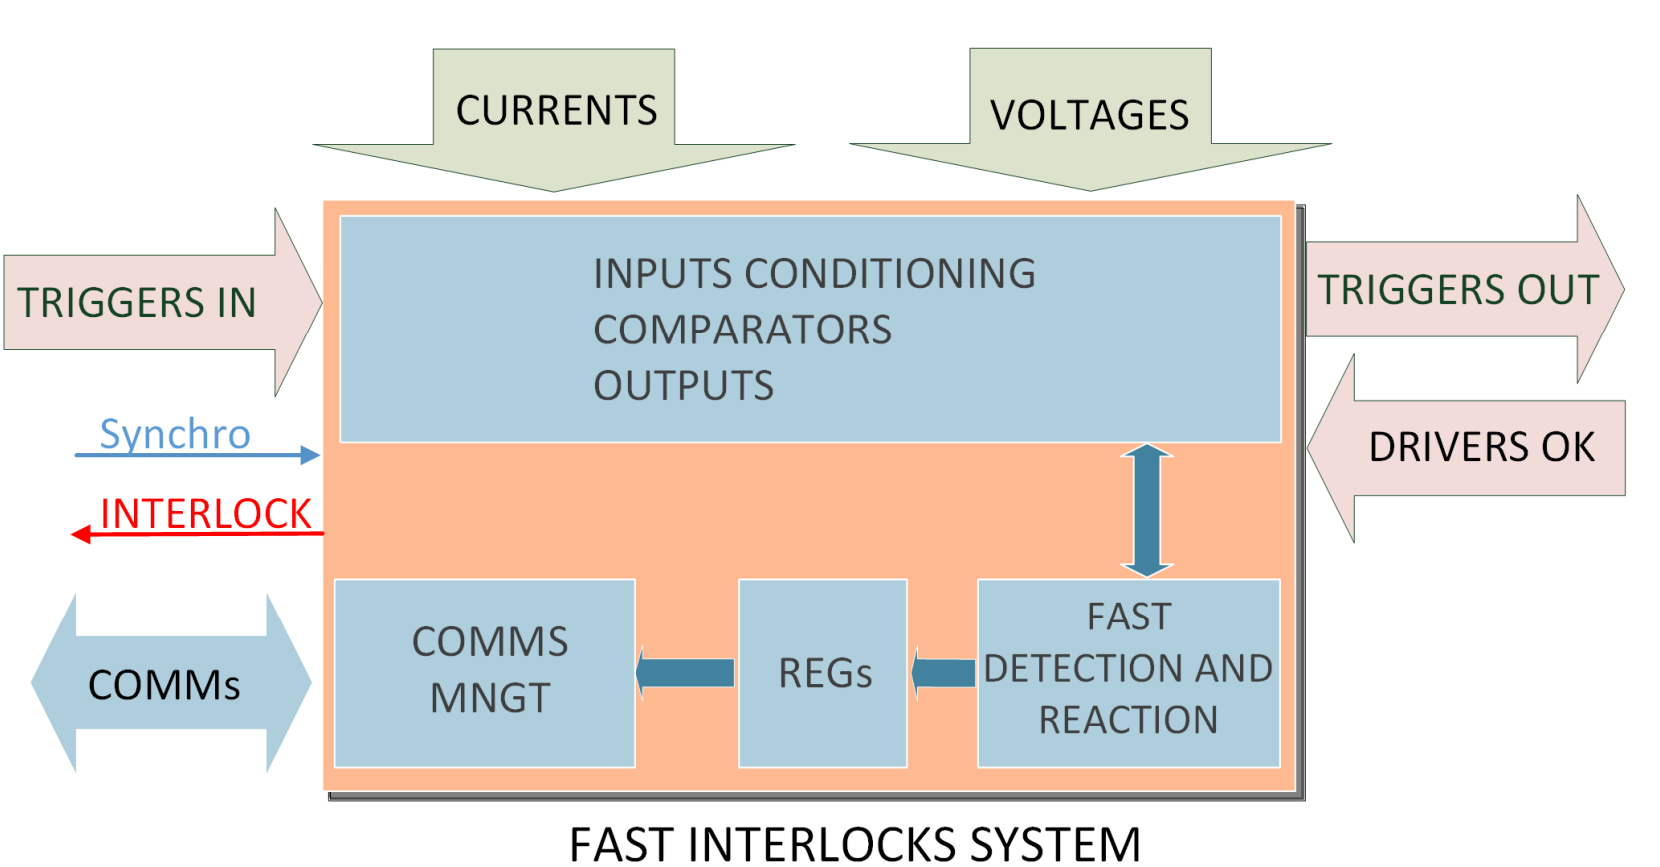 CURRENTS
VOLTAGES
TRIGGERS IN
INPUTS CONDITIONING
COMPARATORS
OUTPUTS
TRIGGERS OUT
Synchro
DRIVERS OK
INTERLOCK
COMMs
COMMS
MNGT
REGs
FAST
DETECTION AND
REACTION
FAST INTERLOCKS SYSTEM